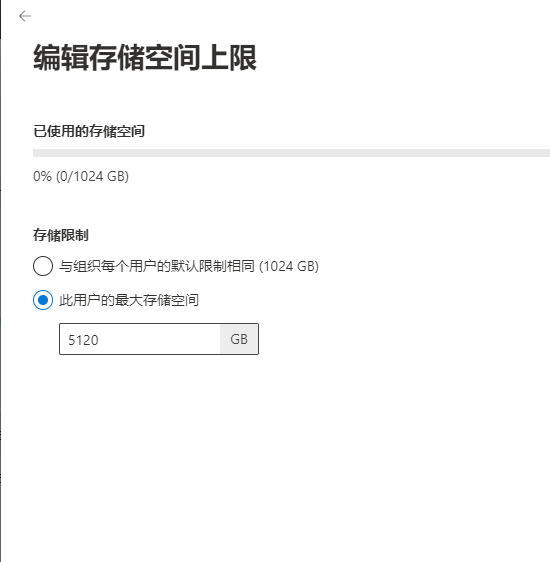 编辑存储空间上限
已使用的存储空间
0% (0/1024 GB)
存储限制
与组织每个用户的默认限制相同 (1024 GB)
此用户的最大存储空间
5120 GB